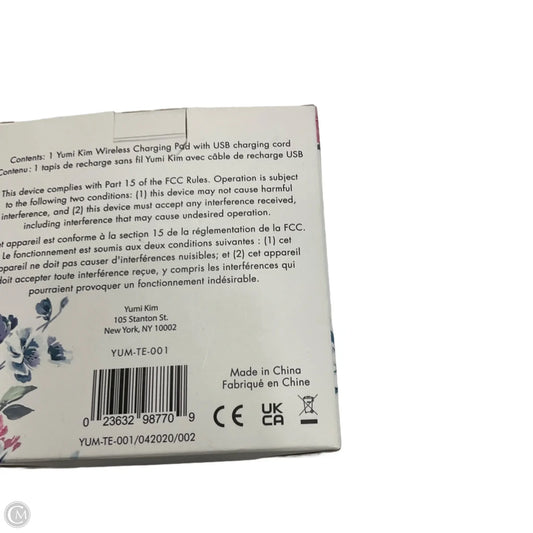 Contents: 1 Yumi Kim Wireless Charging Pad with USB charging cord
Contenu: 1 tapis de recharge sans fil Yumi Kim avec câble de recharge USB
This device complies with Part 15 of the FCC Rules. Operation is subject
to the following two conditions: (1) this device may not cause harmful
interference, and (2) this device must accept any interference received,
including interference that may cause undesired operation.
et appareil est conforme à la section 15 de la réglementation de la FCC.
Le fonctionnement est soumis aux deux conditions suivantes : (1) cet
appareil ne doit pas causer d'interférences nuisibles; et (2) cet appareil
doit accepter toute interférence reçue, y compris les interférences qui
pourraient provoquer un fonctionnement indésirable.
Yumi Kim
105 Stanton St.
New York, NY 10002
YUM-TE-001
Made in China
Fabriqué en Chine
0 23632 98770 9
CE UK CA
YUM-TE-001/042020/002
CM